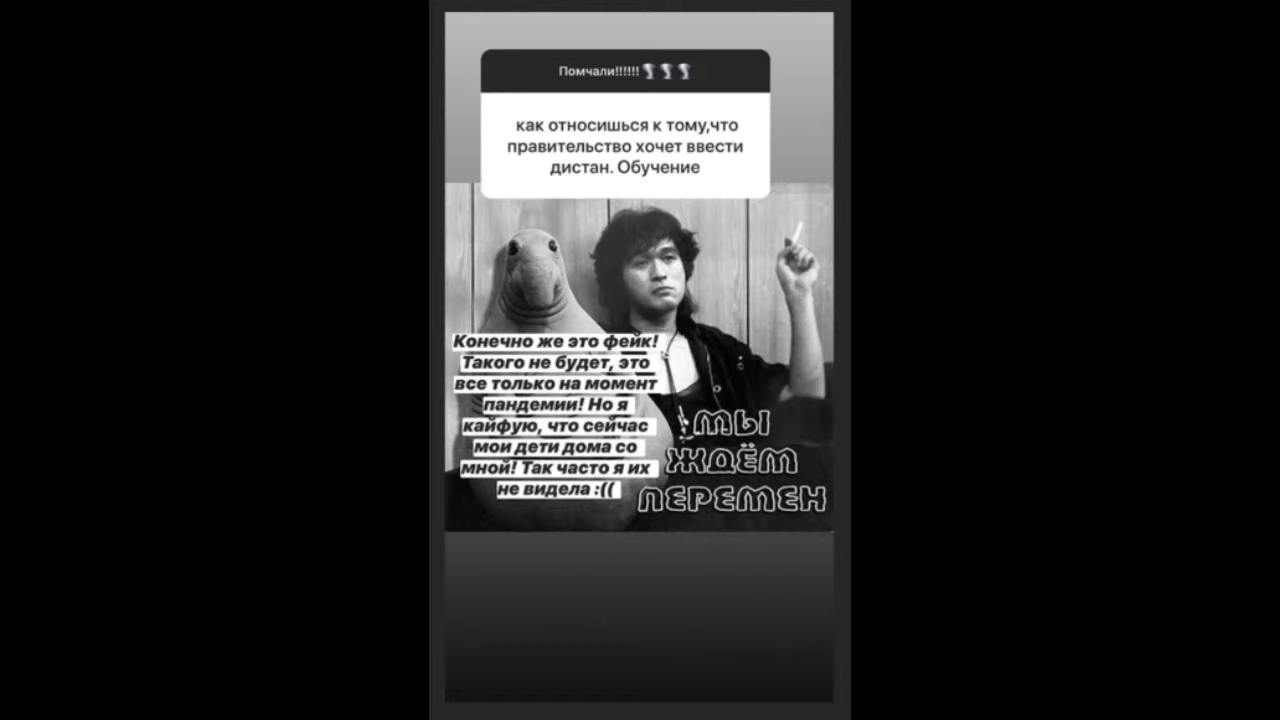 Помчали!!!!!!🌪🌪🌪
как относишься к тому,что
правительство хочет ввести
дистан. Обучение
Конечно же это фейк!
Такого не будет, это
все только на момент
пандемии! Но я
кайфую, что сейчас
мои дети дома со
мной! Так часто я их
не видела :((
МЫ
ЖДЁМ
ПЕРЕМЕН